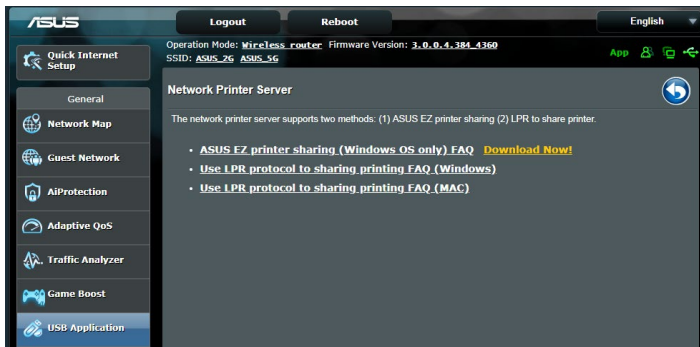 ASUS
Logout
Reboot
English
Quick Internet
Setup
Operation Mode: Wireless router Firmware Version: 3.0.0.4.384_4360
SSID: ASUS_2G ASUS_5G
App
General
Network Map
Guest Network
AiProtection
Adaptive QoS
Traffic Analyzer
Game Boost
USB Application
Network Printer Server
The network printer server supports two methods: (1) ASUS EZ printer sharing (2) LPR to share printer.
• ASUS EZ printer sharing (Windows OS only) FAQ Download Now!
• Use LPR protocol to sharing printing FAQ (Windows)
• Use LPR protocol to sharing printing FAQ (MAC)